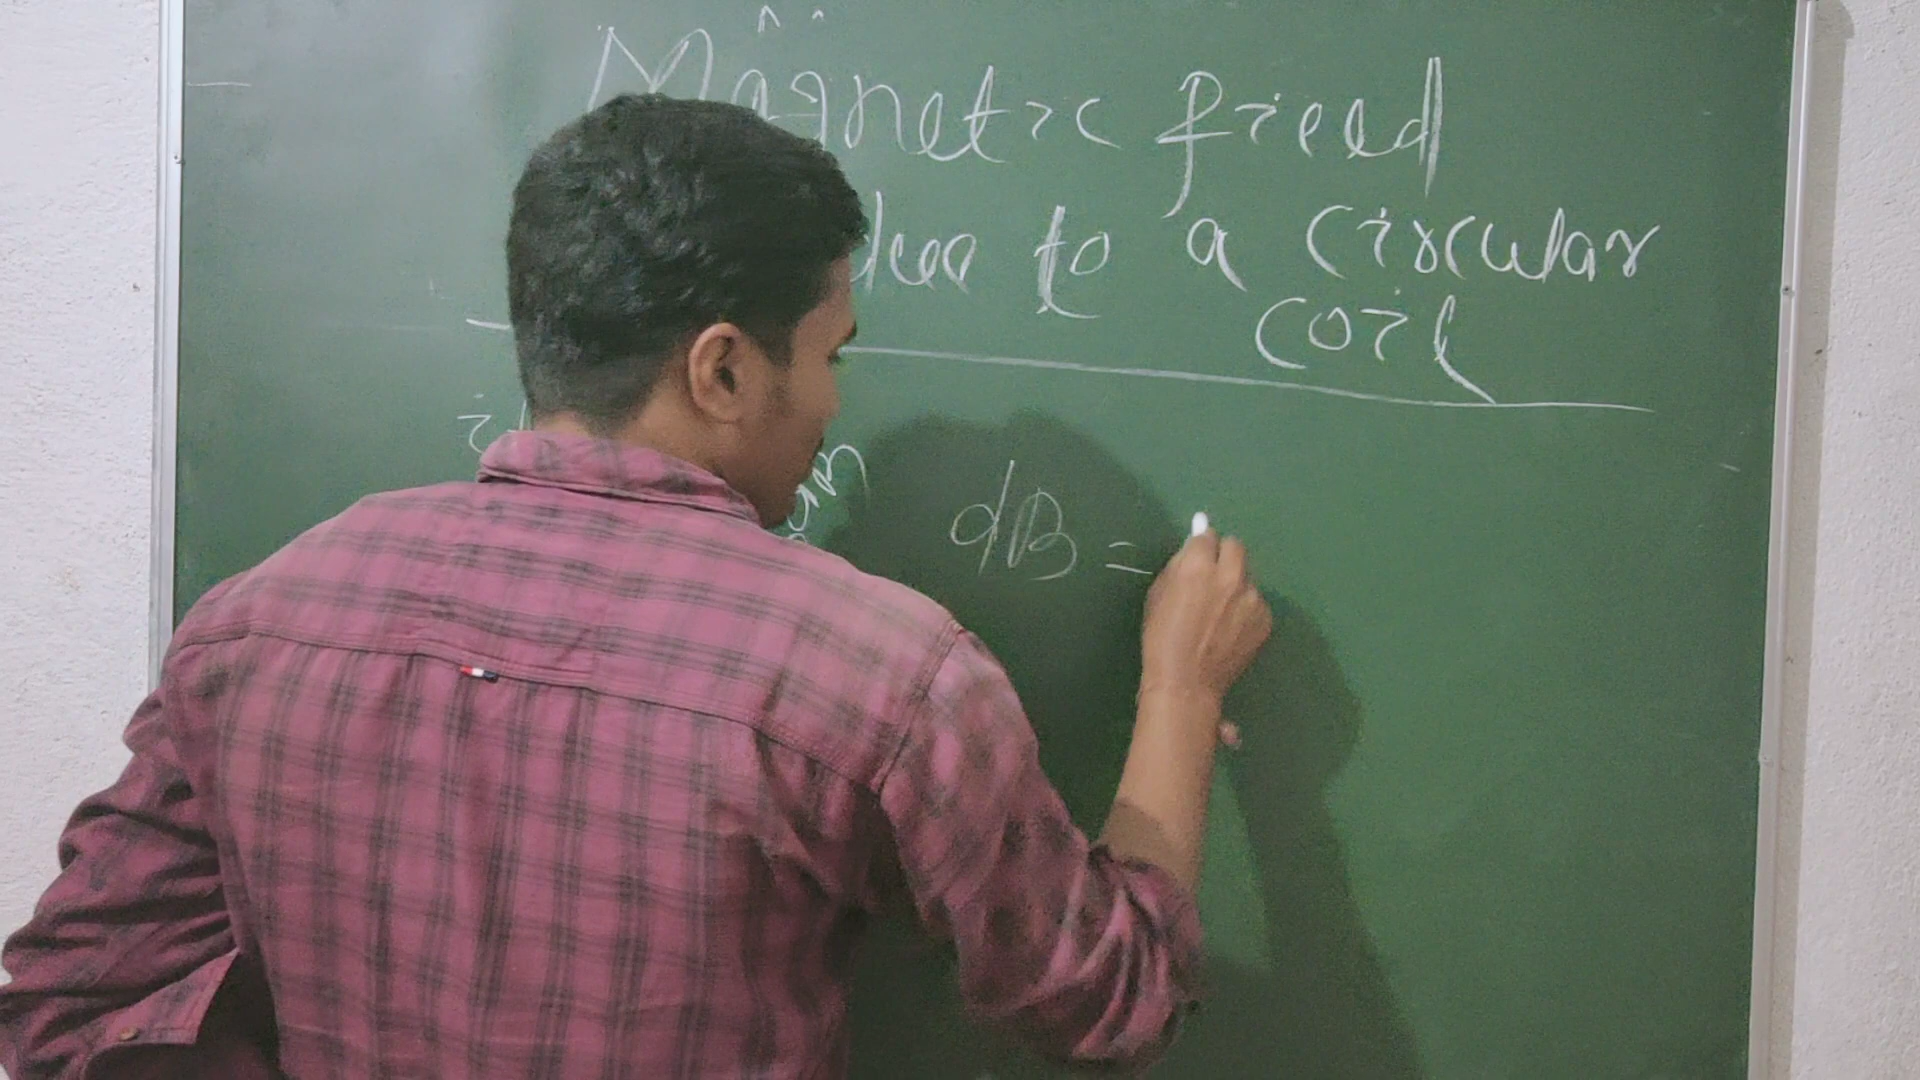 Magnetic field
due to a circular
coil
dB =